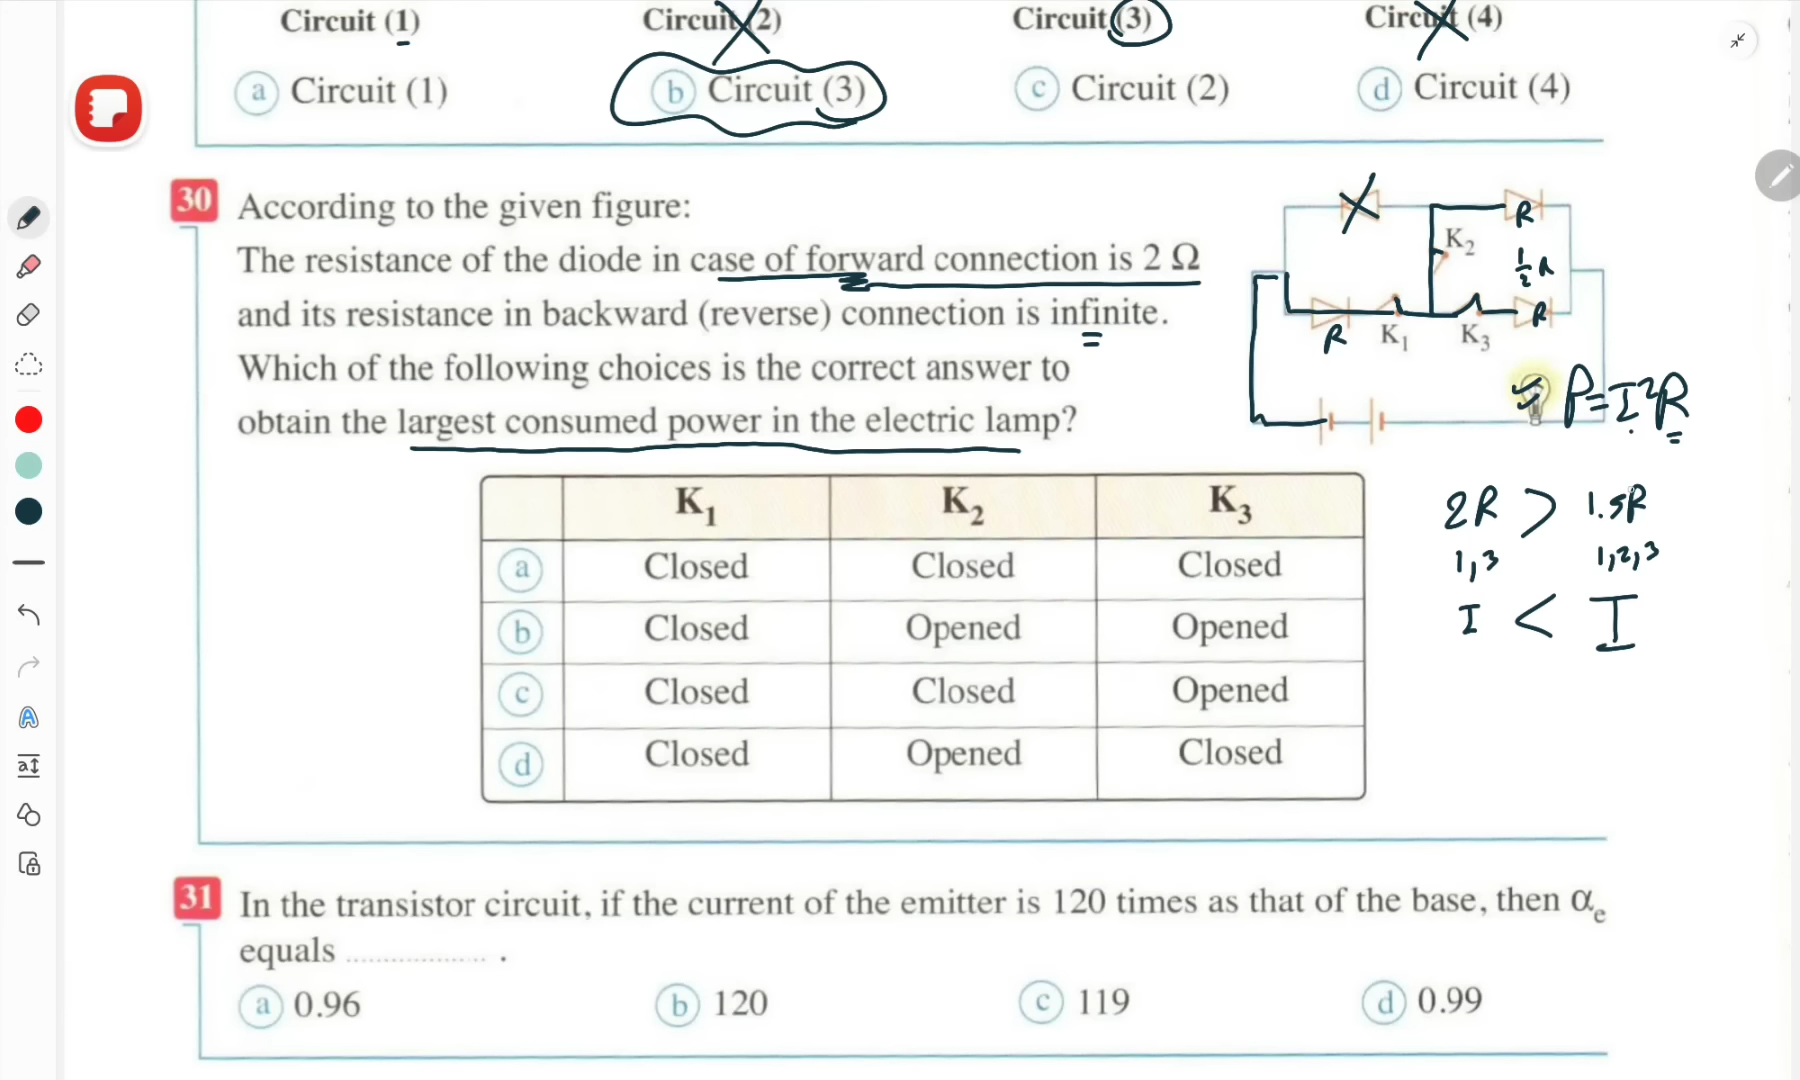 Circuit (1) Circuit (2) Circuit (3) Circuit (4)
a Circuit (1) b Circuit (3) c Circuit (2) d Circuit (4)
30 According to the given figure:
The resistance of the diode in case of forward connection is 2 Ω
and its resistance in backward (reverse) connection is infinite.
Which of the following choices is the correct answer to
obtain the largest consumed power in the electric lamp?
R
K₂
½ R
R
R K₁ K₃
P=I²R
2R > 1.5R
1,3 1,2,3
I < I
K₁ K₂ K₃
a Closed Closed Closed
b Closed Opened Opened
c Closed Closed Opened
d Closed Opened Closed
31 In the transistor circuit, if the current of the emitter is 120 times as that of the base, then αₑ
equals .................. .
a 0.96 b 120 c 119 d 0.99
A
a